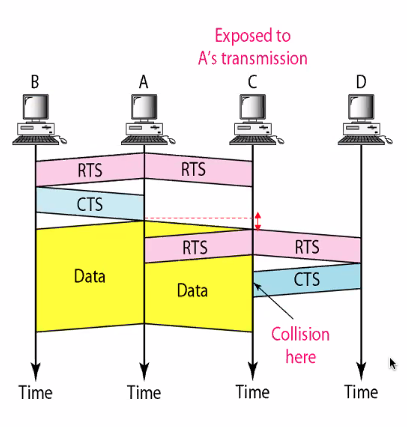 Exposed to
A's transmission
B
A
C
D
RTS
RTS
CTS
RTS
RTS
Data
Data
CTS
Collision
here
Time
Time
Time
Time